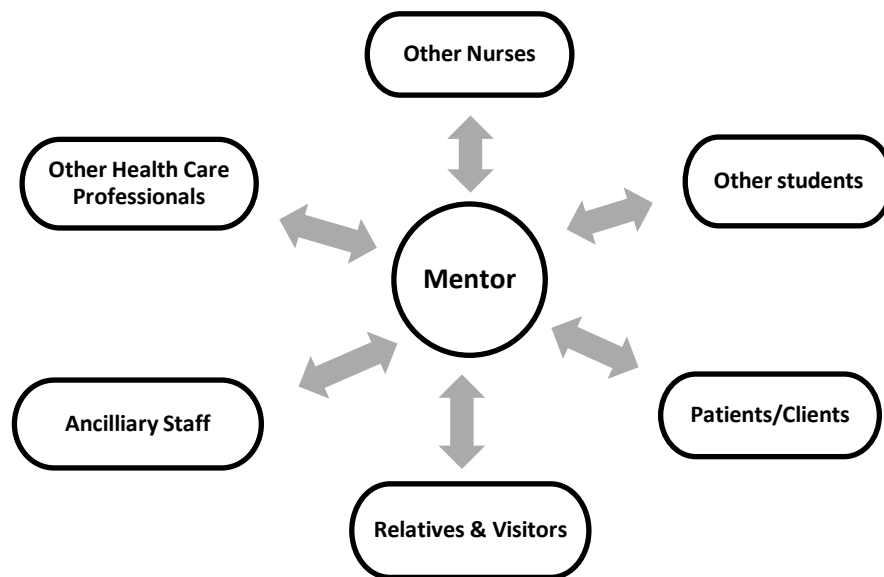 Other Nurses
Other Health Care
Professionals
Other students
Mentor
Ancilliary Staff
Patients/Clients
Relatives & Visitors